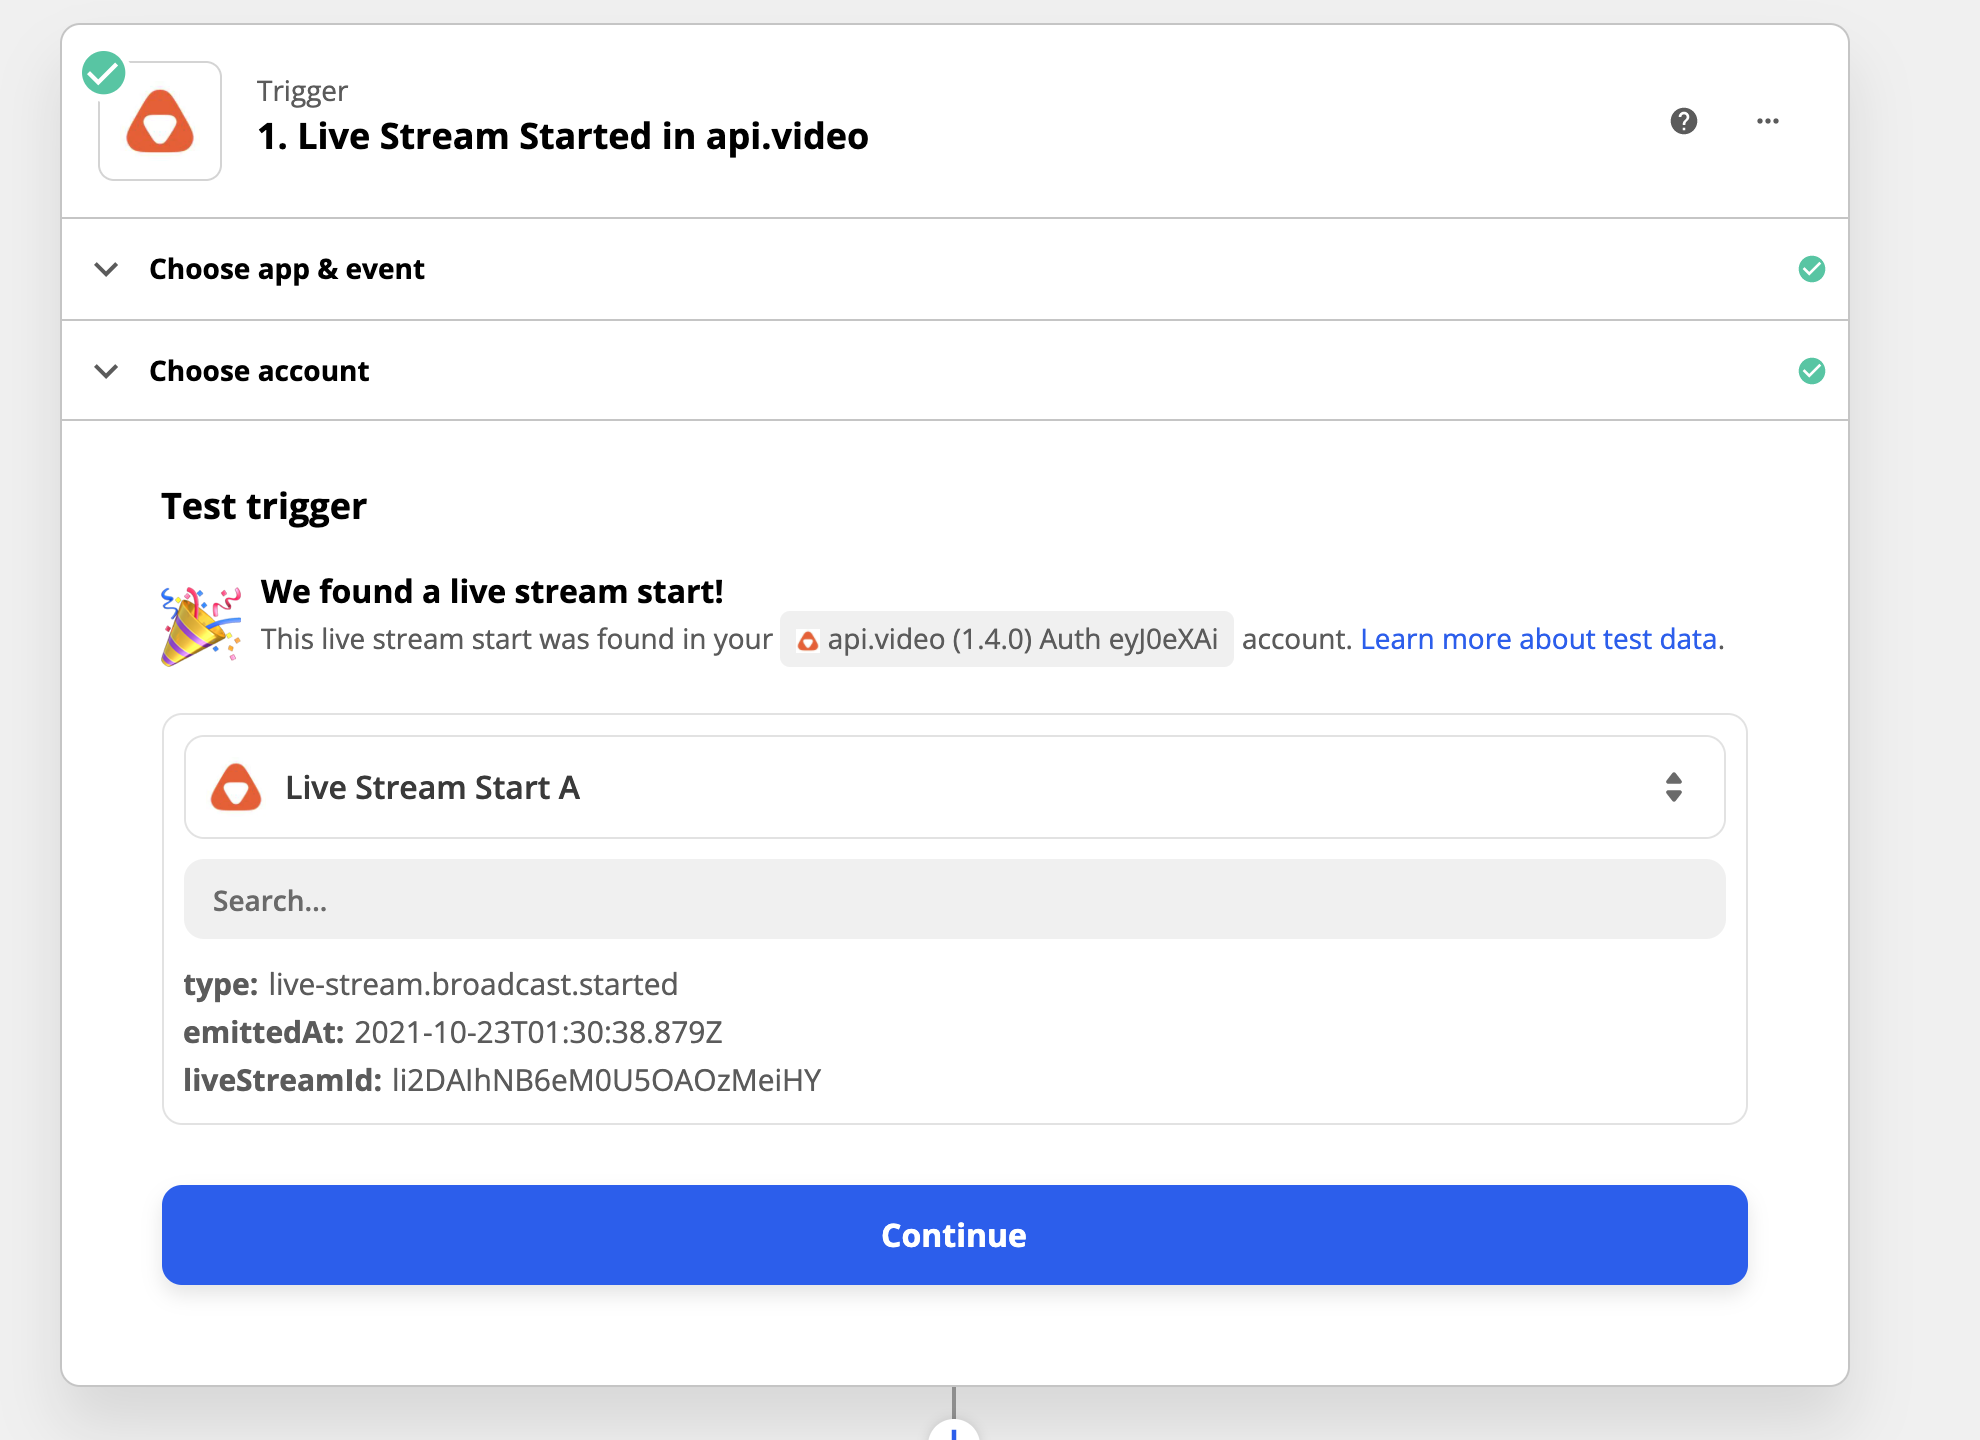 Trigger
1. Live Stream Started in api.video
Choose app & event
Choose account
Test trigger
We found a live stream start!
This live stream start was found in your api.video (1.4.0) Auth eyJ0eXAi account. Learn more about test data.
Live Stream Start A
Search...
type: live-stream.broadcast.started
emittedAt: 2021-10-23T01:30:38.879Z
liveStreamId: li2DAIhNB6eM0U5OAOzMeiHY
Continue